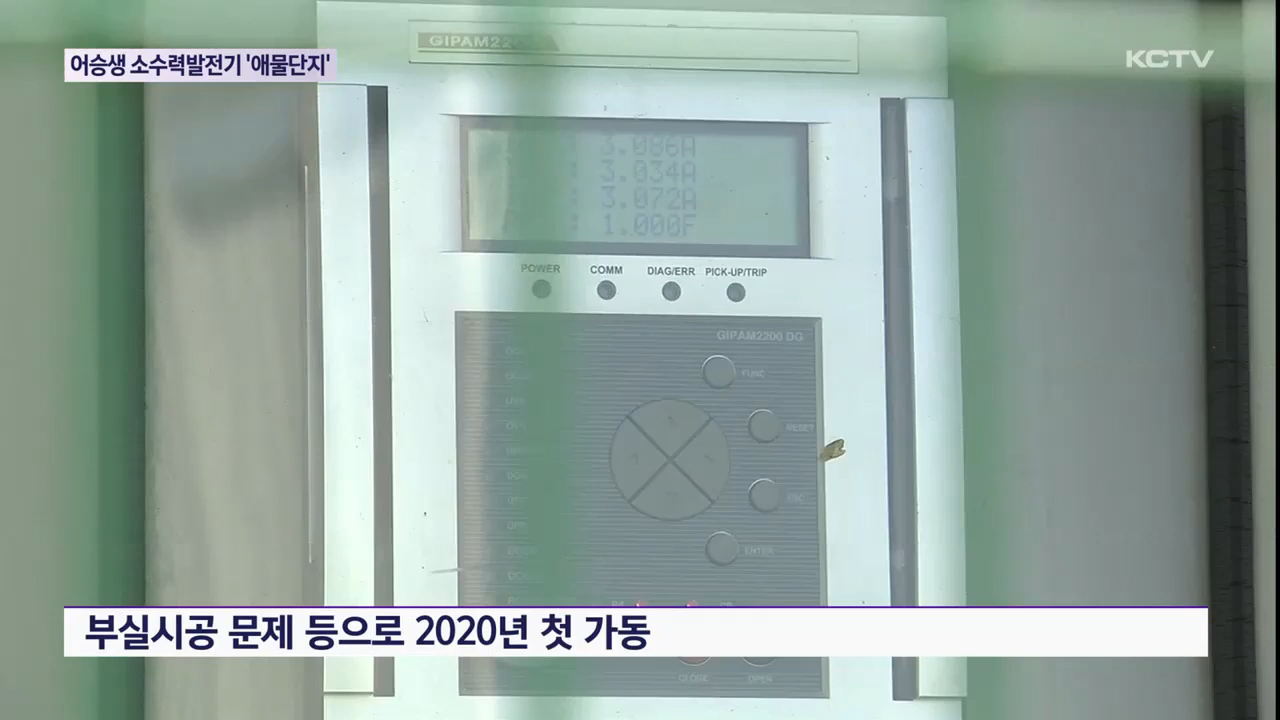 어승생 소수력발전기 '애물단지'
KCTV
3.086A
3.034A
3.072A
1.000F
POWER COMM DIAG/ERR PICK-UP/TRIP
GIPAM2200 DG
FUNC
RESET
ESC
ENTER
부실시공 문제 등으로 2020년 첫 가동
CLOSE OPEN